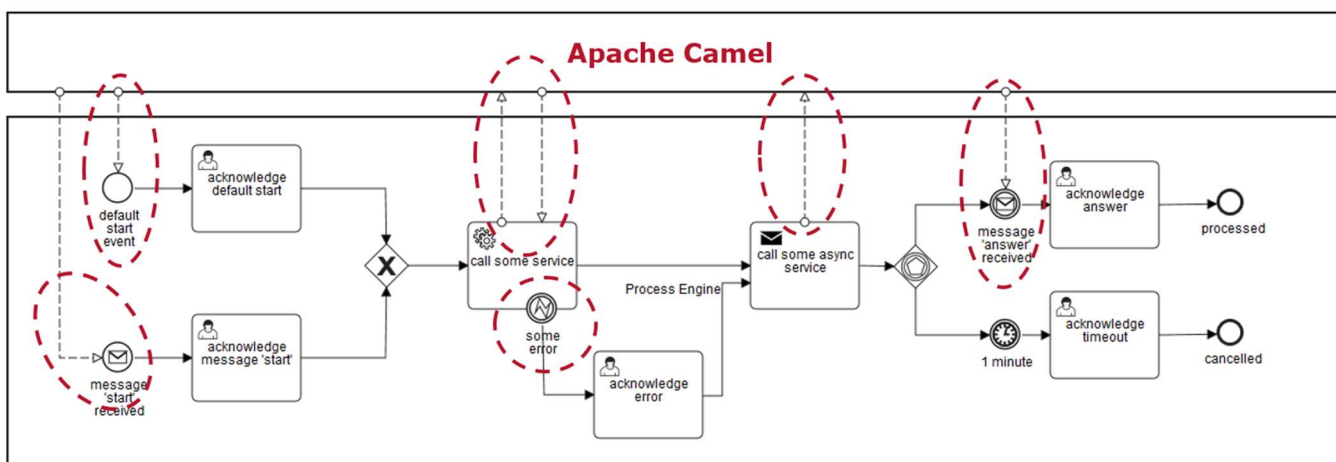 Apache Camel
acknowledge
default start
default
start
event
acknowledge
message 'start'
message
'start'
received
X
call some service
some
error
acknowledge
error
Process Engine
call some async
service
message
'answer'
received
acknowledge
answer
processed
1 minute
acknowledge
timeout
cancelled